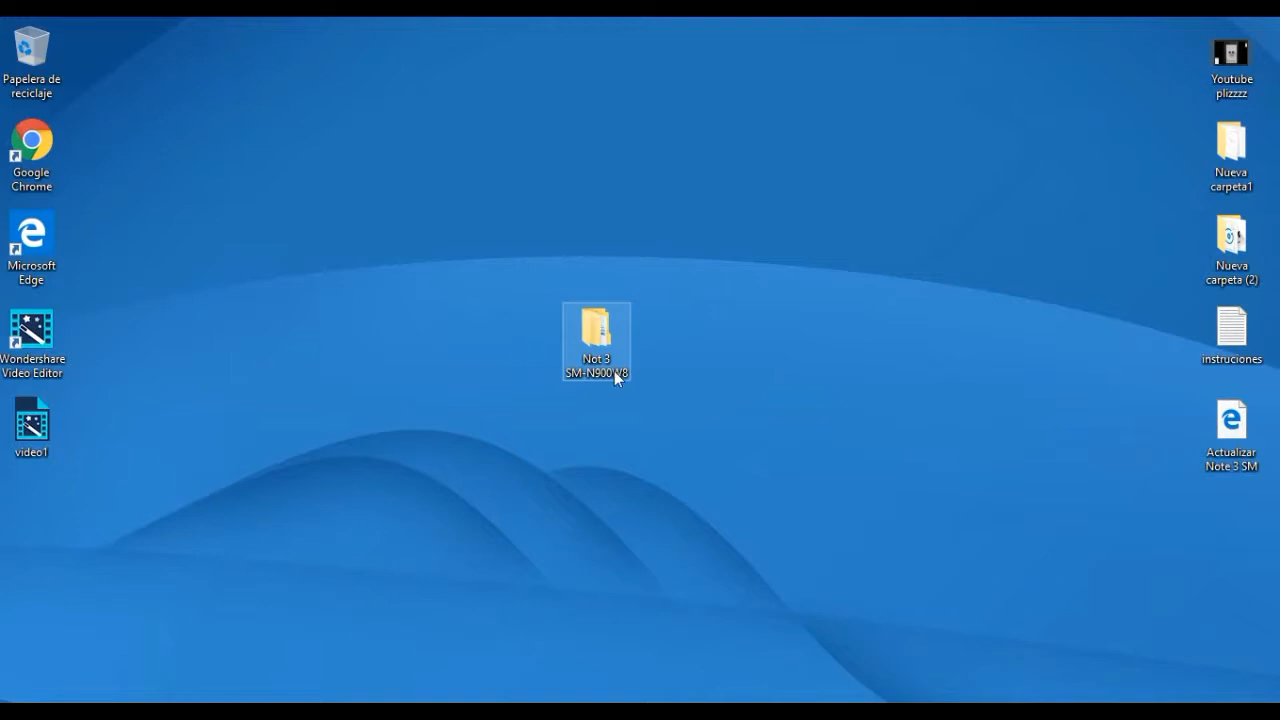 Papelera de
reciclaje
Google
Chrome
Microsoft
Edge
Wondershare
Video Editor
video1
Not 3
SM-N900W8
Youtube
plizzzz
Nueva
carpeta1
Nueva
carpeta (2)
instruciones
Actualizar
Note 3 SM